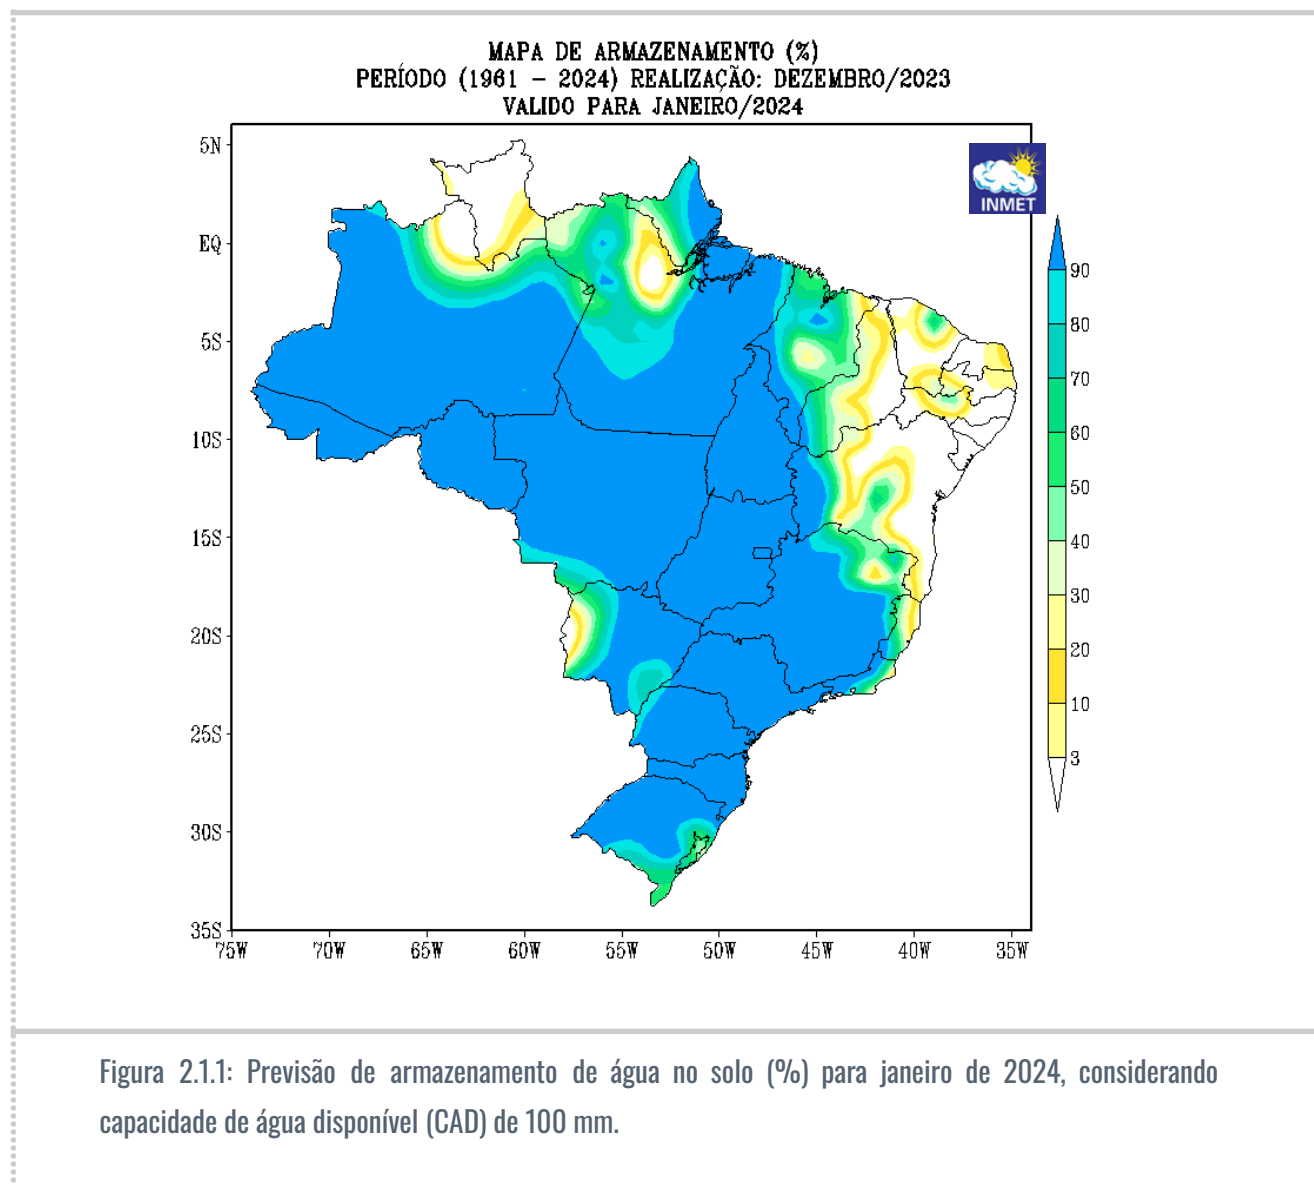 MAPA DE ARMAZENAMENTO (%)
PERÍODO (1961 - 2024) REALIZAÇÃO: DEZEMBRO/2023
VALIDO PARA JANEIRO/2024
5N
EQ
5S
10S
15S
20S
25S
30S
35S
75W 70W 65W 60W 55W 50W 45W 40W 35W
INMET
90
80
70
60
50
40
30
20
10
3
Figura 2.1.1: Previsão de armazenamento de água no solo (%) para janeiro de 2024, considerando
capacidade de água disponível (CAD) de 100 mm.